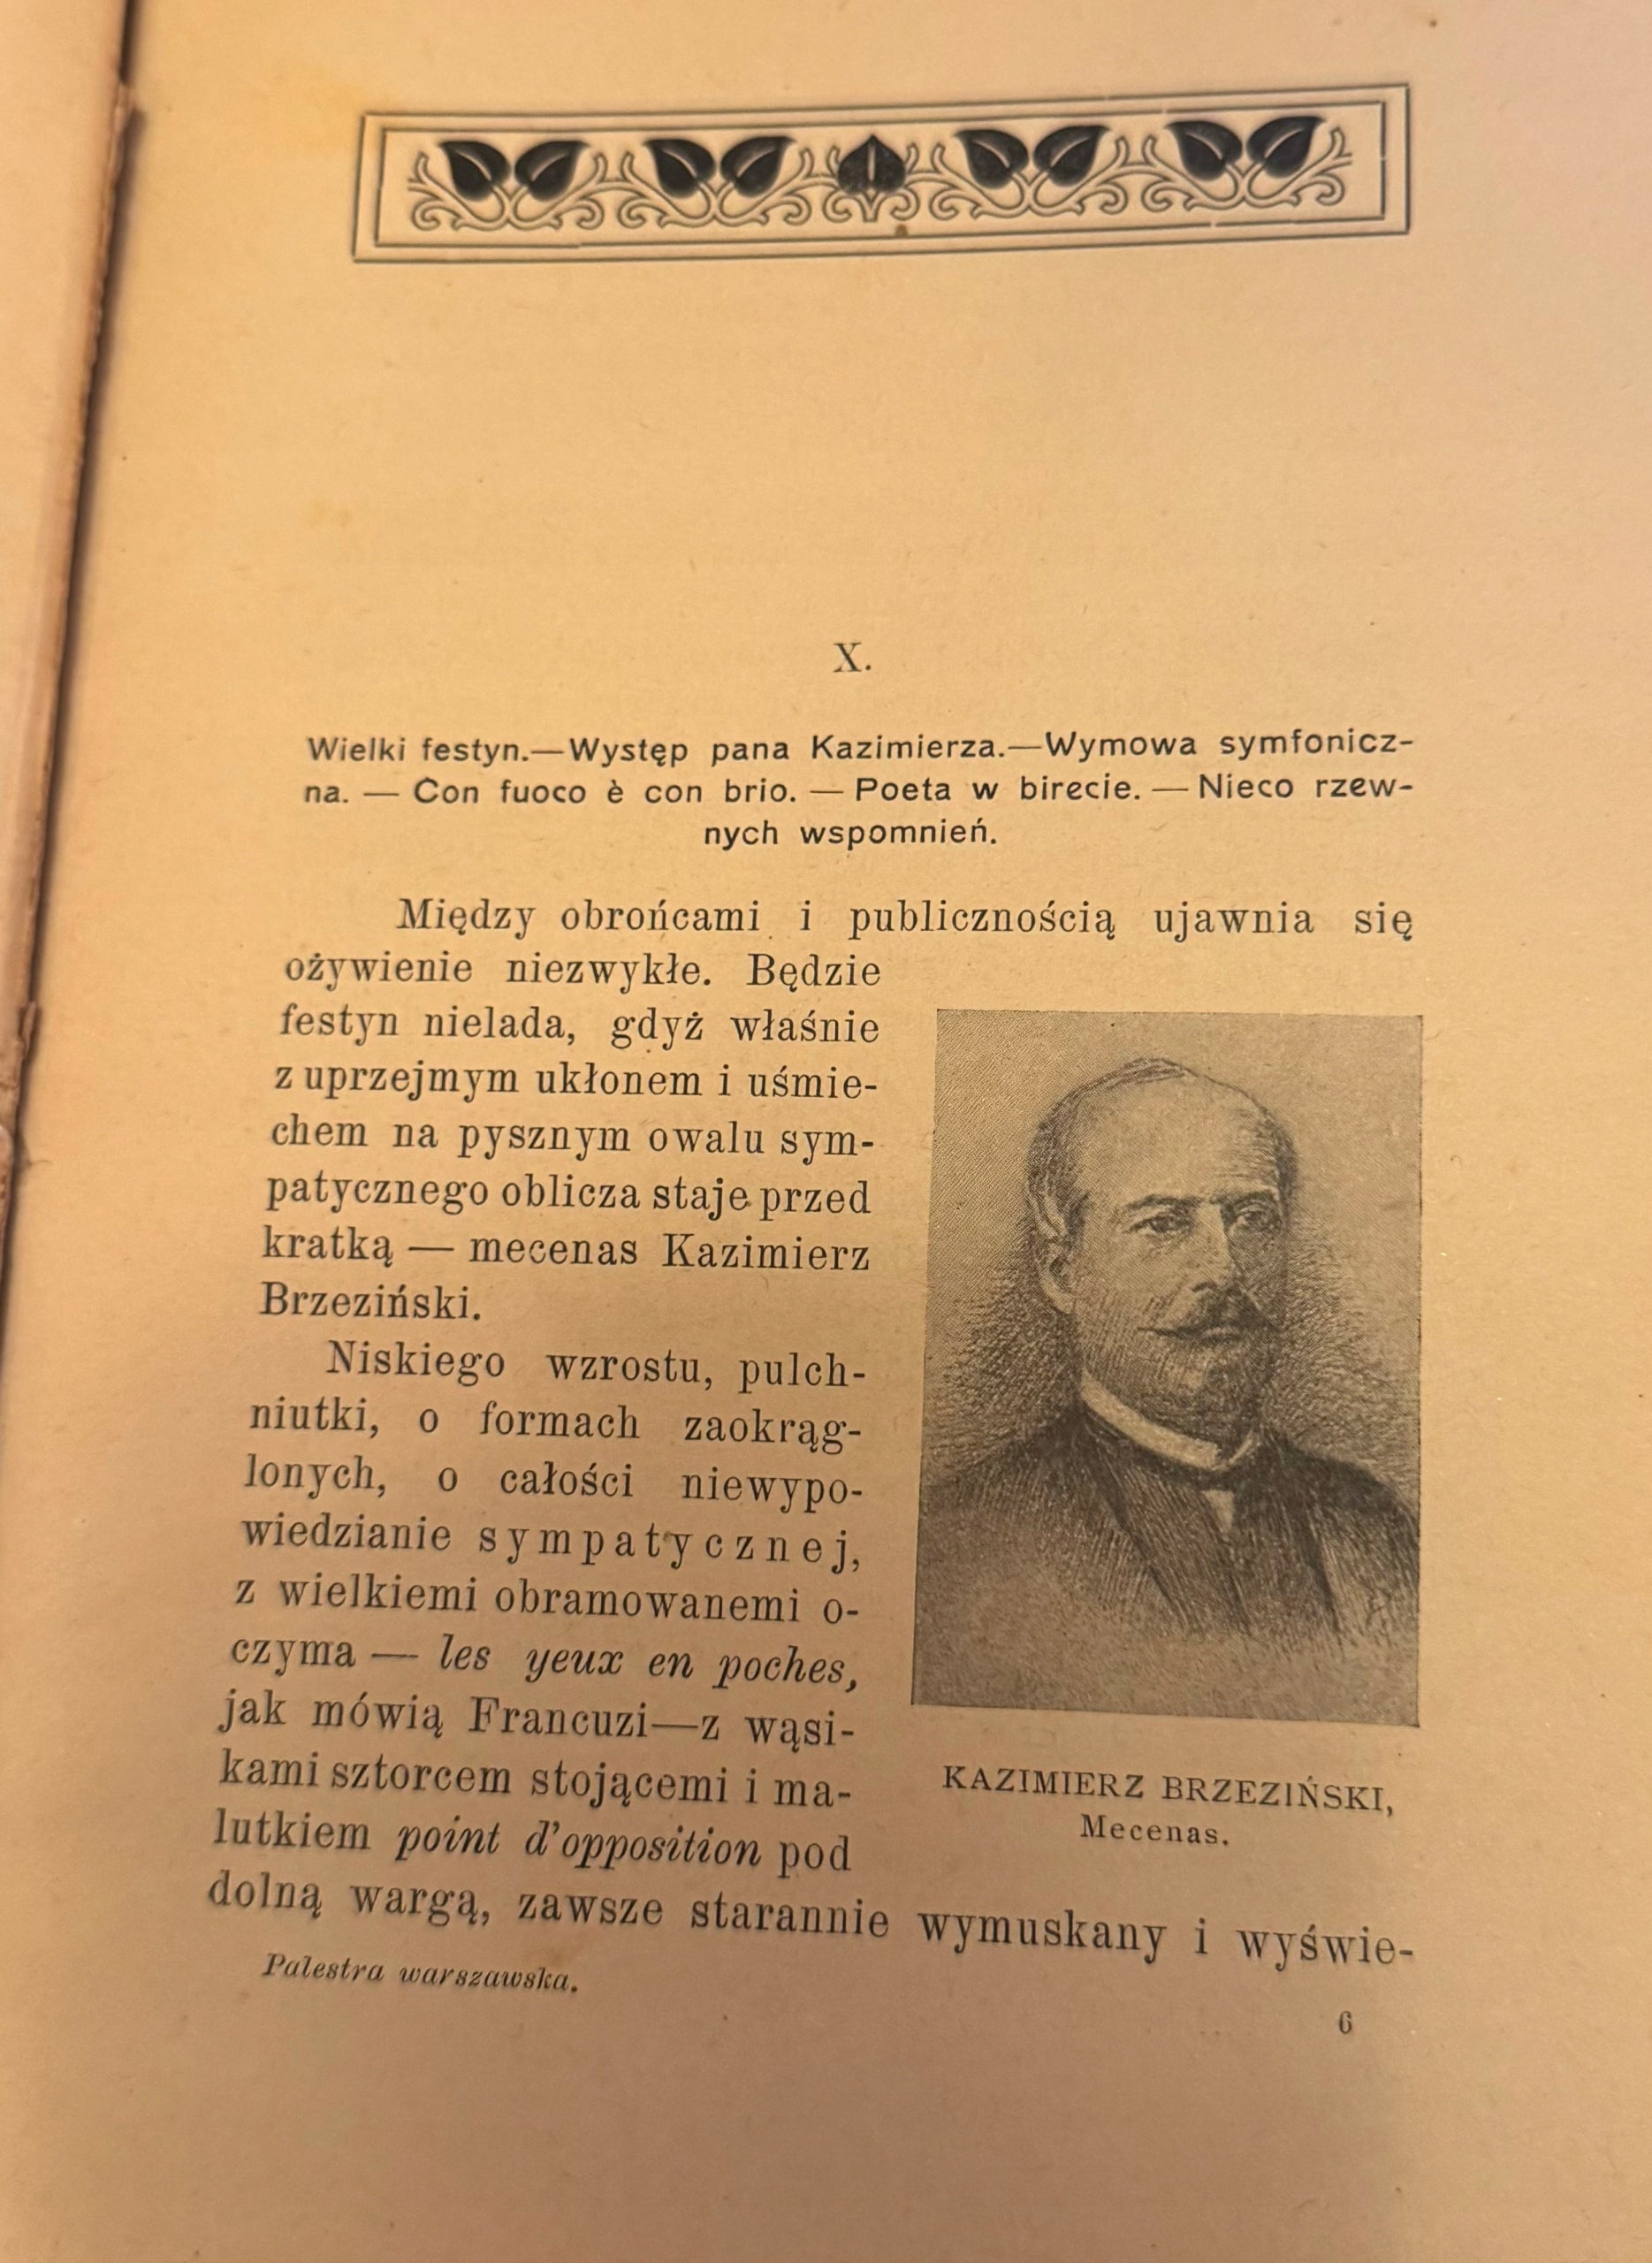 X.
Wielki festyn.—Występ pana Kazimierza.—Wymowa symfonicz-
na. — Con fuoco è con brio. — Poeta w birecie. — Nieco rzew-
nych wspomnień.
Między obrońcami i publicznością ujawnia się
ożywienie niezwykłe. Będzie
festyn nielada, gdyż właśnie
z uprzejmym ukłonem i uśmie-
chem na pysznym owalu sym-
patycznego oblicza staje przed
kratką — mecenas Kazimierz
Brzeziński.
Niskiego wzrostu, pulch-
niutki, o formach zaokrąg-
lonych, o całości niewypo-
wiedzianie sympatycznej,
z wielkiemi obramowanemi o-
czyma — les yeux en poches,
jak mówią Francuzi—z wąsi-
kami sztorcem stojącemi i ma-
lutkiem point d'opposition pod
dolną wargą, zawsze starannie wymuskany i wyświe-
KAZIMIERZ BRZEZIŃSKI,
Mecenas.
Palestra warszawska.
6